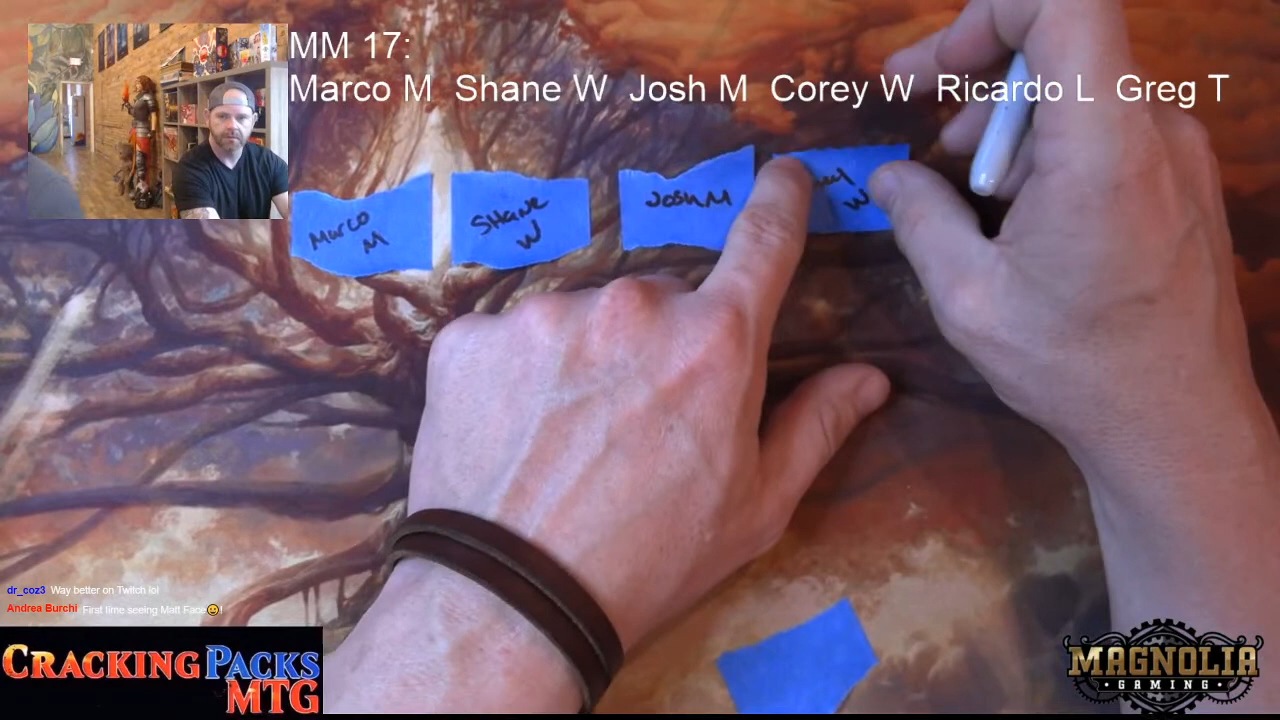 MM 17:
Marco M Shane W Josh M Corey W Ricardo L Greg T
Marco
M
Shane
W
Josh M
W
dr_coz3 Way better on Twitch lol
Andrea Burchi First time seeing Matt Face😀!
CRACKING PACKS
MTG
MAGNOLIA
GAMING